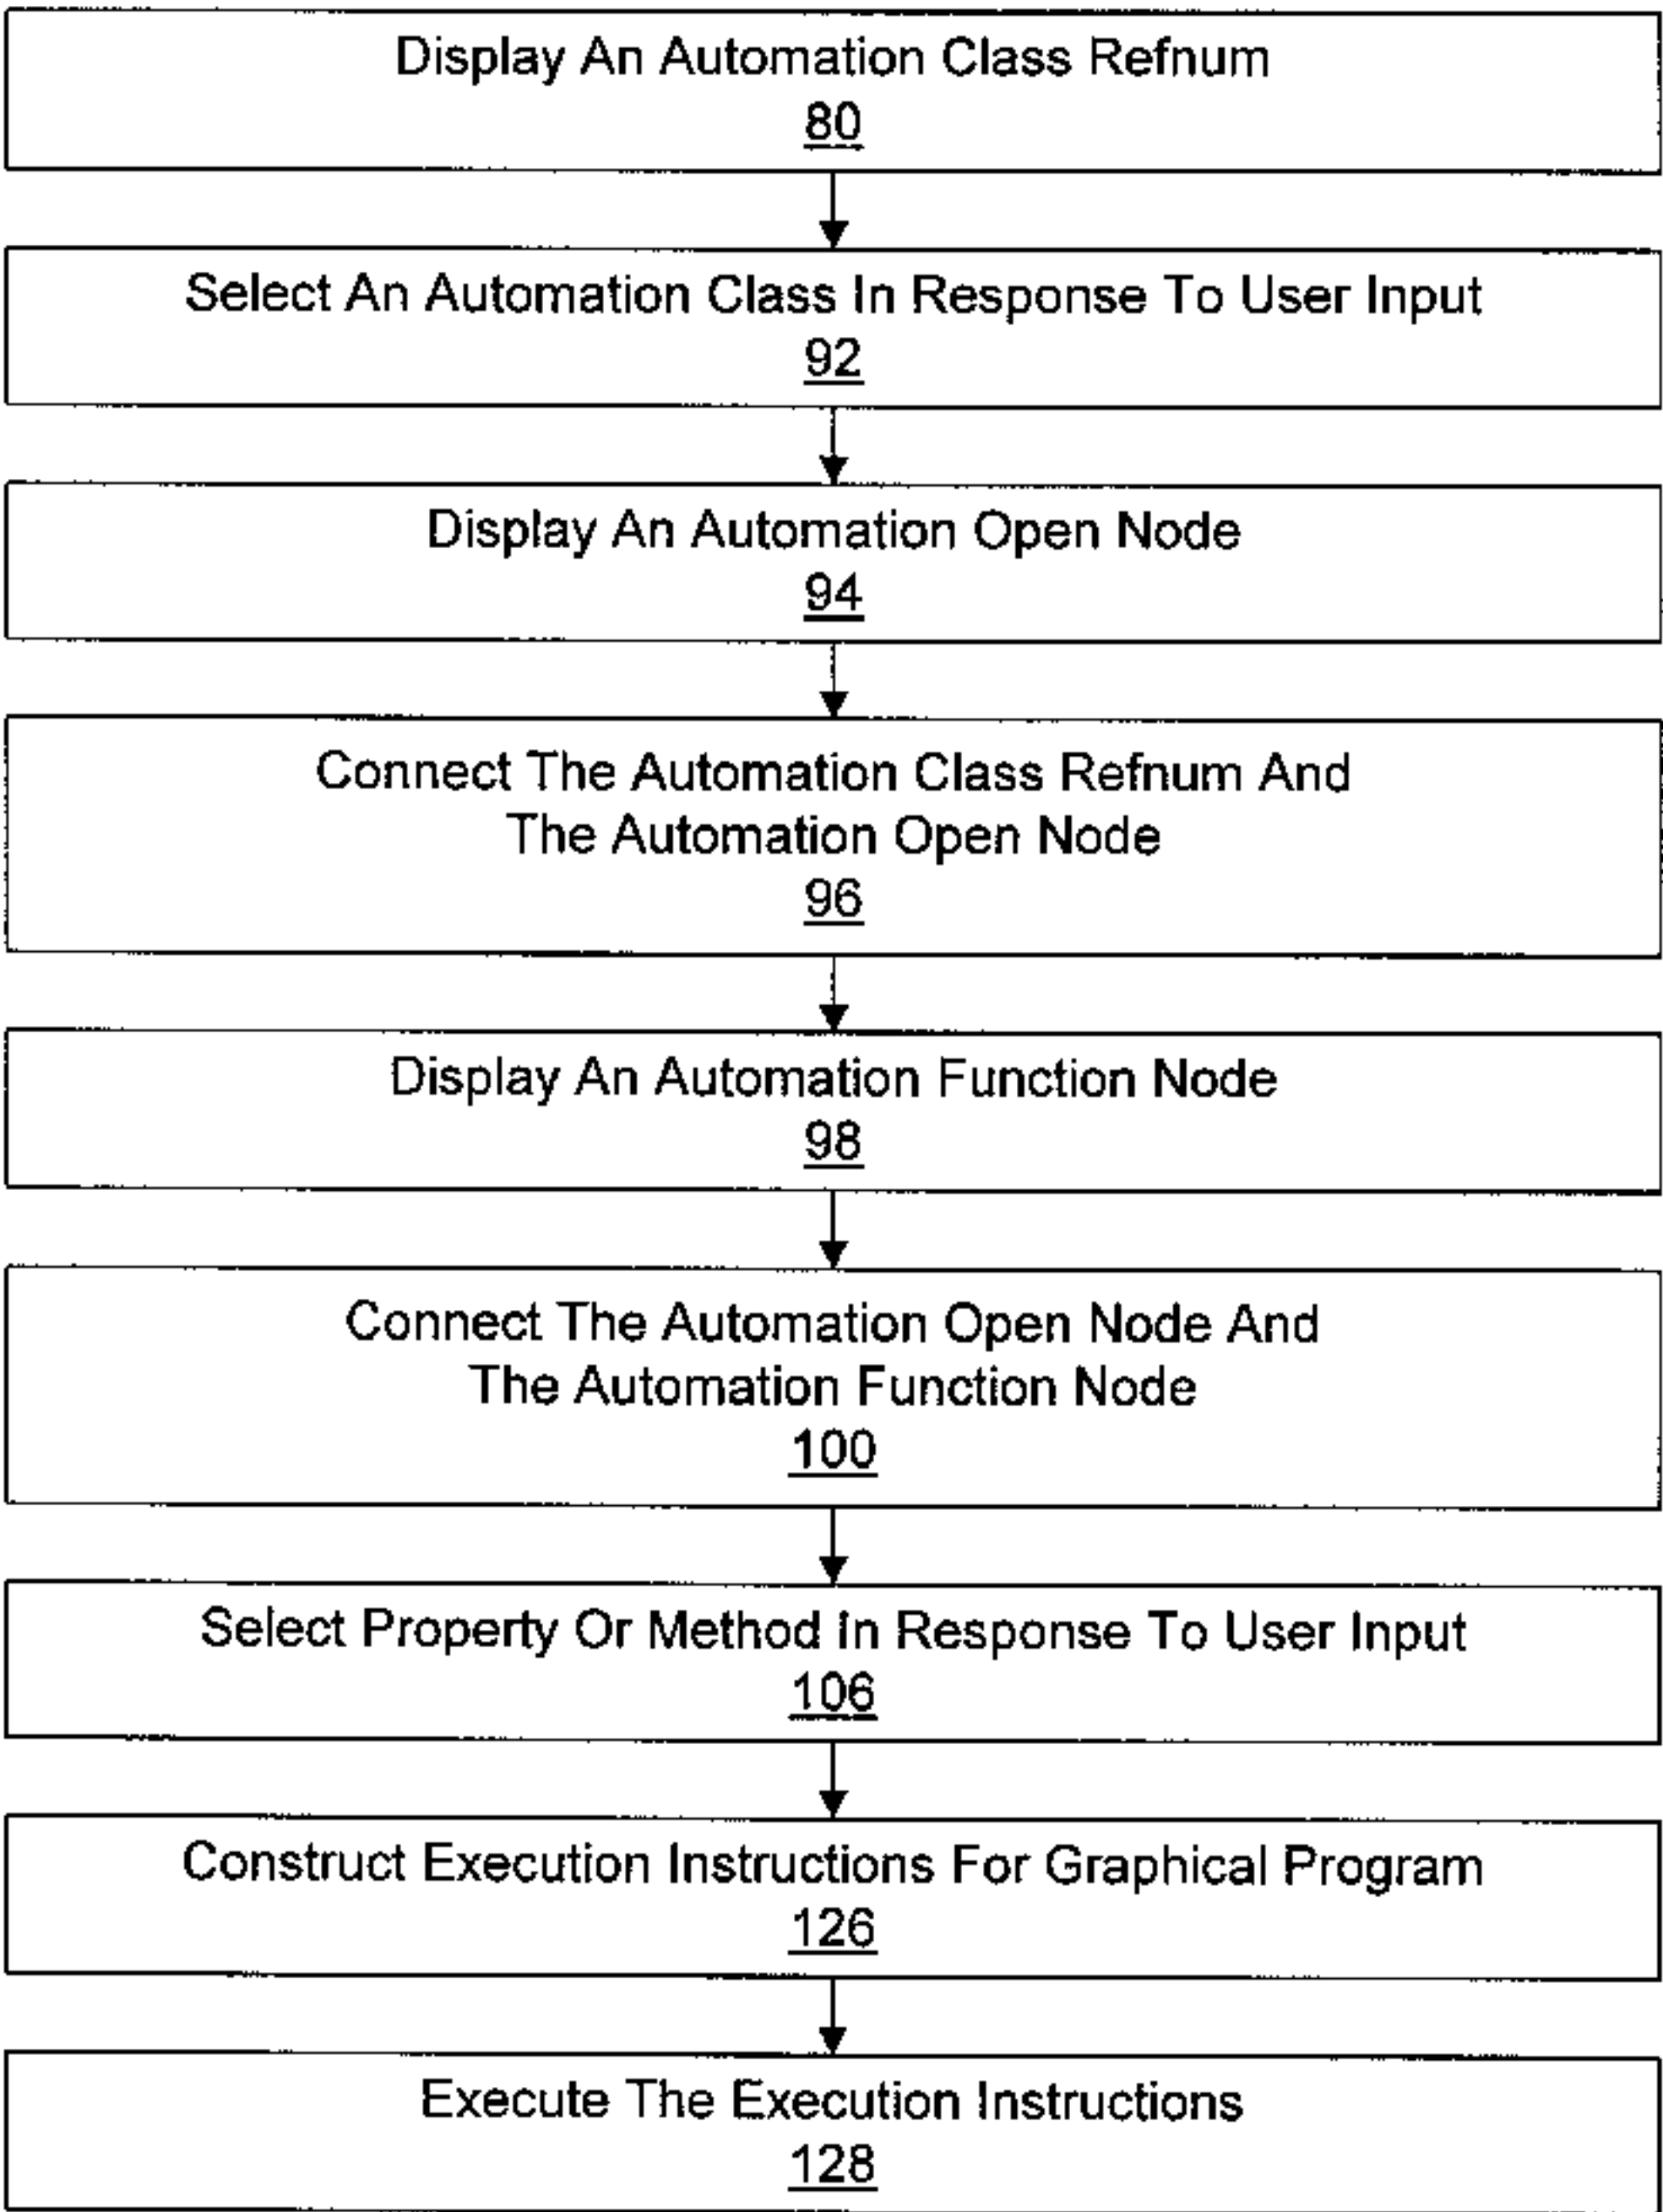 Display An Automation Class Refnum
80
Select An Automation Class In Response To User Input
92
Display An Automation Open Node
94
Connect The Automation Class Refnum And
The Automation Open Node
96
Display An Automation Function Node
98
Connect The Automation Open Node And
The Automation Function Node
100
Select Property Or Method In Response To User Input
106
Construct Execution Instructions For Graphical Program
126
Execute The Execution Instructions
128